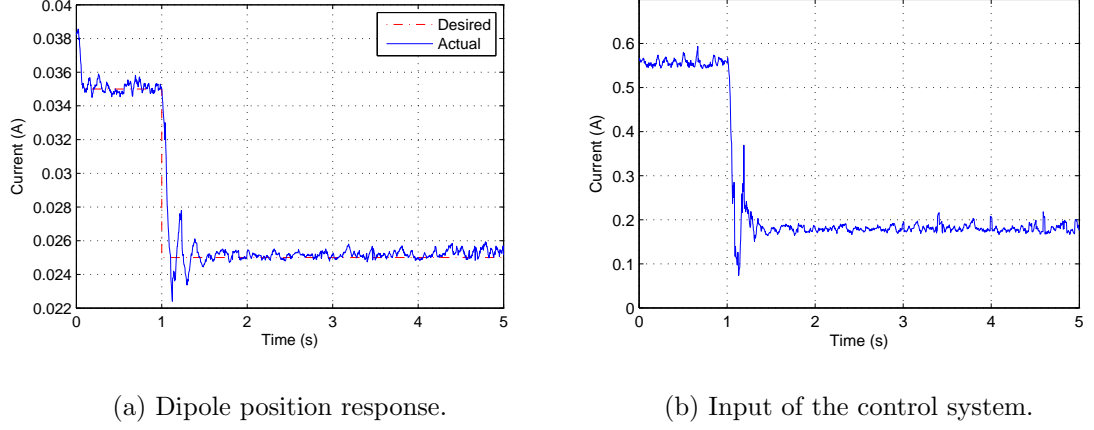 0.04
0.038
0.036
0.034
0.032
0.03
0.028
0.026
0.024
0.022
Current (A)
0 1 2 3 4 5
Time (s)
Desired
Actual
0.6
0.5
0.4
0.3
0.2
0.1
0
Current (A)
0 1 2 3 4 5
Time (s)
(a) Dipole position response.
(b) Input of the control system.